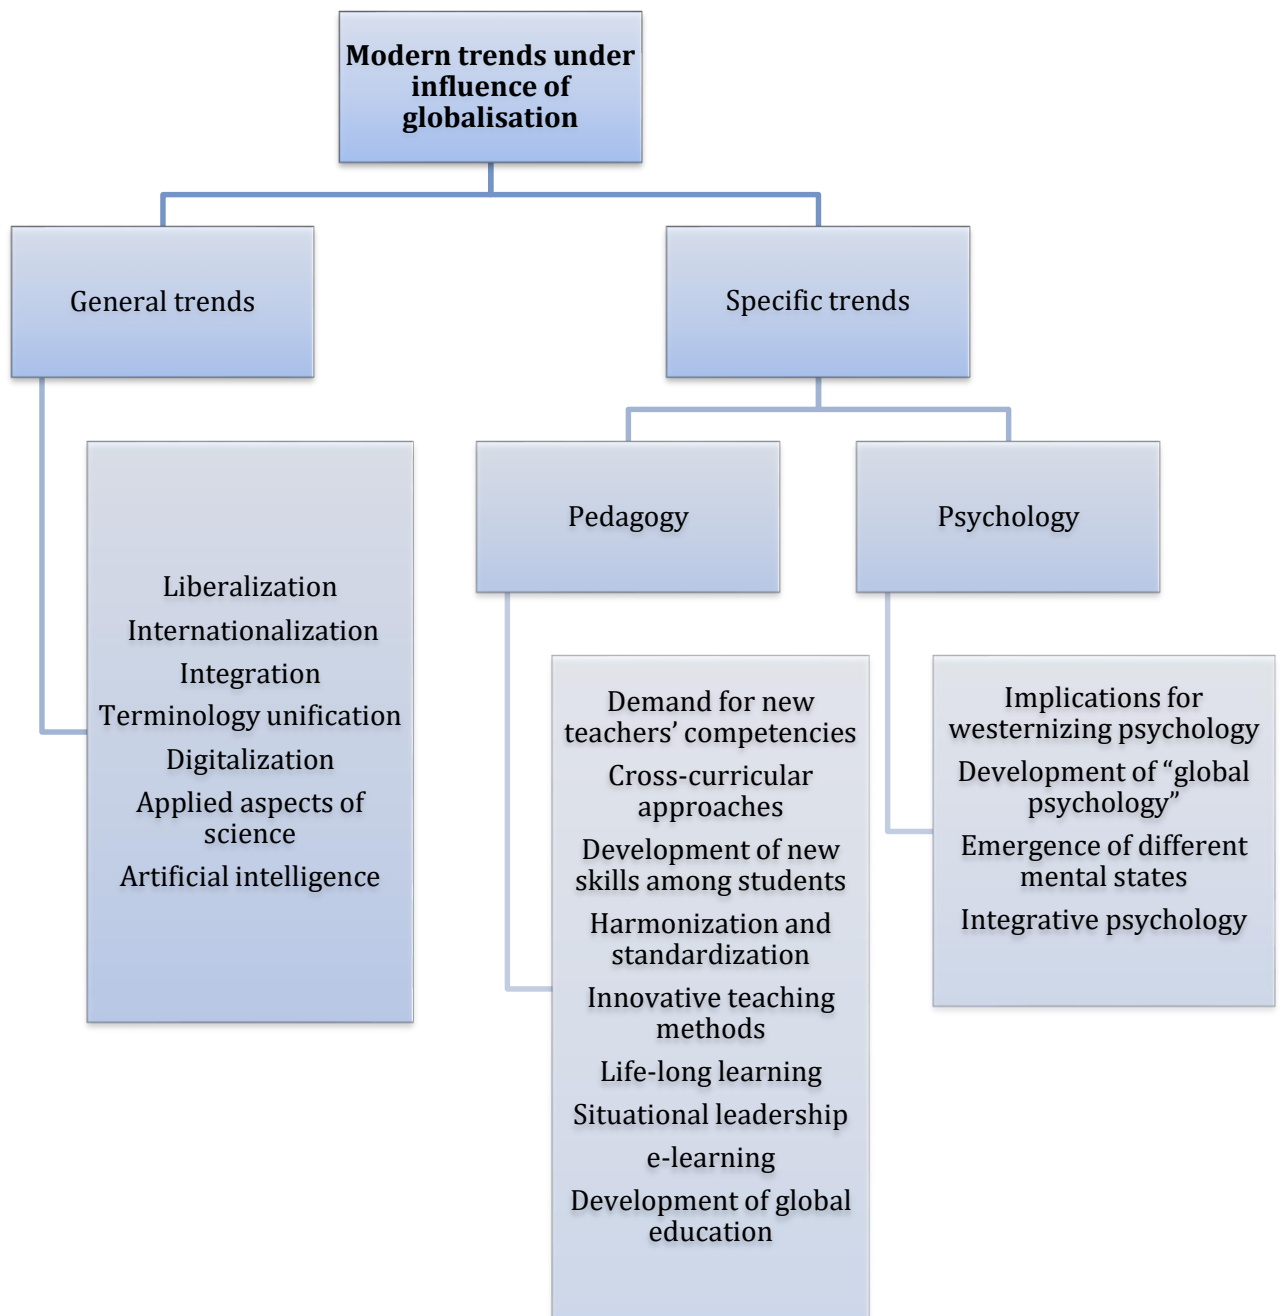 Modern trends under
influence of
globalisation
General trends
Specific trends
Liberalization
Internationalization
Integration
Terminology unification
Digitalization
Applied aspects of
science
Artificial intelligence
Pedagogy
Psychology
Demand for new
teachers’ competencies
Cross-curricular
approaches
Development of new
skills among students
Harmonization and
standardization
Innovative teaching
methods
Life-long learning
Situational leadership
e-learning
Development of global
education
Implications for
westernizing psychology
Development of “global
psychology”
Emergence of different
mental states
Integrative psychology